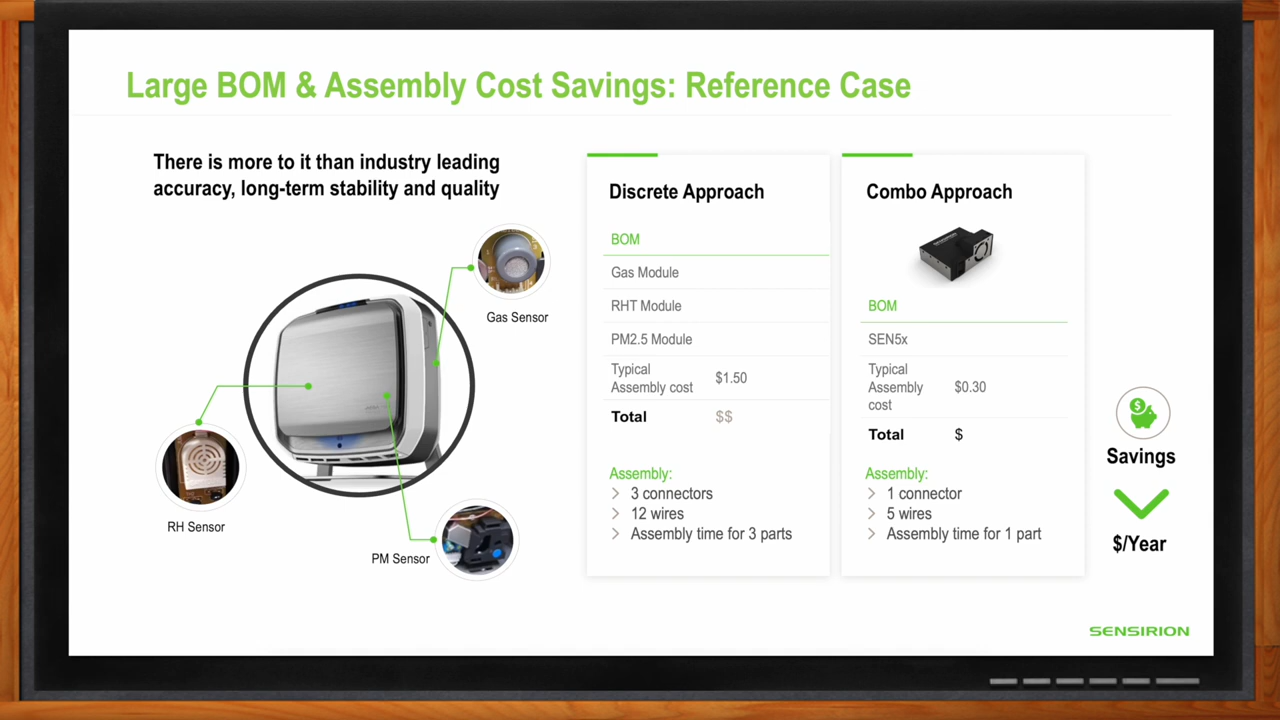 Large BOM & Assembly Cost Savings: Reference Case
There is more to it than industry leading
accuracy, long-term stability and quality
Gas Sensor
RH Sensor
PM Sensor
Discrete Approach
BOM
Gas Module
RHT Module
PM2.5 Module
Typical
Assembly cost
$1.50
Total
$$
Assembly:
3 connectors
12 wires
Assembly time for 3 parts
Combo Approach
SENSIRION
BOM
SEN5x
Typical
Assembly
cost
$0.30
Total
$
Assembly:
1 connector
5 wires
Assembly time for 1 part
$
Savings
$/Year
SENSIRION